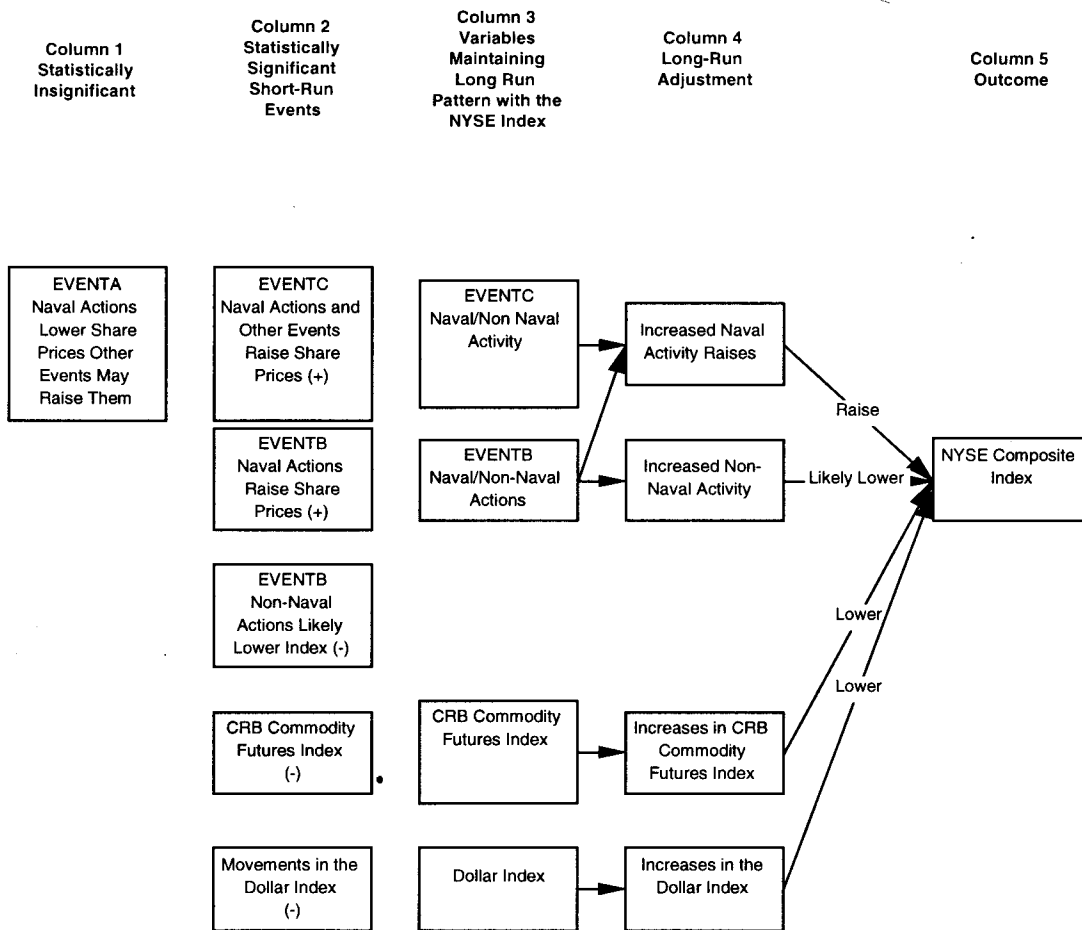 Column 1
Statistically
Insignificant
Column 2
Statistically
Significant
Short-Run
Events
Column 3
Variables
Maintaining
Long Run
Pattern with the
NYSE Index
Column 4
Long-Run
Adjustment
Column 5
Outcome
EVENTA
Naval Actions
Lower Share
Prices Other
Events May
Raise Them
EVENTC
Naval Actions and
Other Events
Raise Share
Prices (+)
EVENTB
Naval Actions
Raise Share
Prices (+)
EVENTB
Non-Naval
Actions Likely
Lower Index (-)
CRB Commodity
Futures Index
(-)
Movements in the
Dollar Index
(-)
EVENTC
Naval/Non Naval
Activity
EVENTB
Naval/Non-Naval
Actions
CRB Commodity
Futures Index
Dollar Index
Increased Naval
Activity Raises
Increased Non-
Naval Activity
Increases in CRB
Commodity
Futures Index
Increases in the
Dollar Index
Raise
Likely Lower
Lower
Lower
NYSE Composite
Index